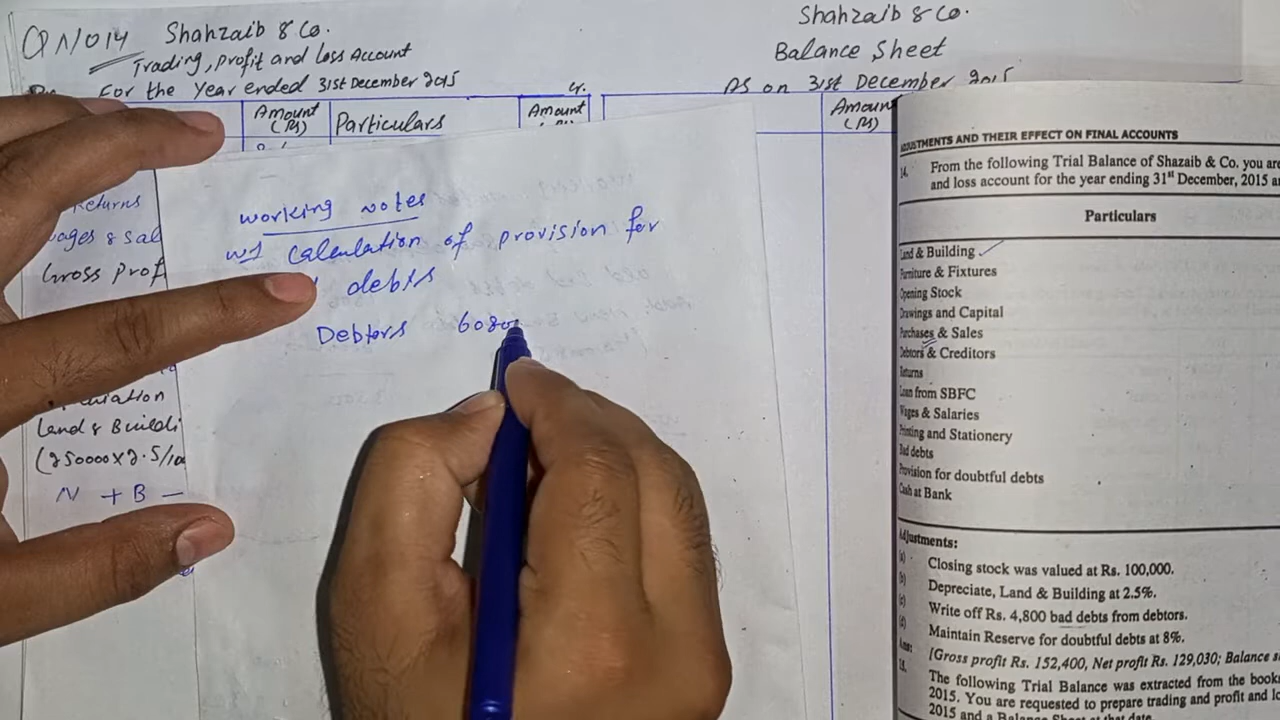 Q N/O 14 Shahzaib & Co.
Trading, Profit and Loss Account
For the Year ended 31st December 2015 Cr.
Amount (Rs) Particulars Amount
Shahzaib & Co.
Balance Sheet
As on 31st December 2015
Amount (Rs)
Returns
wages & Sal
Gross Prof
Land & Buildi
(250000×2.5/100
N + B —
working notes
w1 Calculation of provision for
debts
Debtors 6080
ADJUSTMENTS AND THEIR EFFECT ON FINAL ACCOUNTS
14. From the following Trial Balance of Shazaib & Co. you are
and loss account for the year ending 31st December, 2015 a
Particulars
Land & Building
Furniture & Fixtures
Opening Stock
Drawings and Capital
Purchases & Sales
Debtors & Creditors
Returns
Loan from SBFC
Wages & Salaries
Printing and Stationery
Bad debts
Provision for doubtful debts
Cash at Bank
Adjustments:
(a) Closing stock was valued at Rs. 100,000.
(b) Depreciate, Land & Building at 2.5%.
(c) Write off Rs. 4,800 bad debts from debtors.
(d) Maintain Reserve for doubtful debts at 8%.
Ans: [Gross profit Rs. 152,400, Net profit Rs. 129,030; Balance s
15. The following Trial Balance was extracted from the book
2015. You are requested to prepare trading and profit and lo
2015 and a Balance Sheet at that date